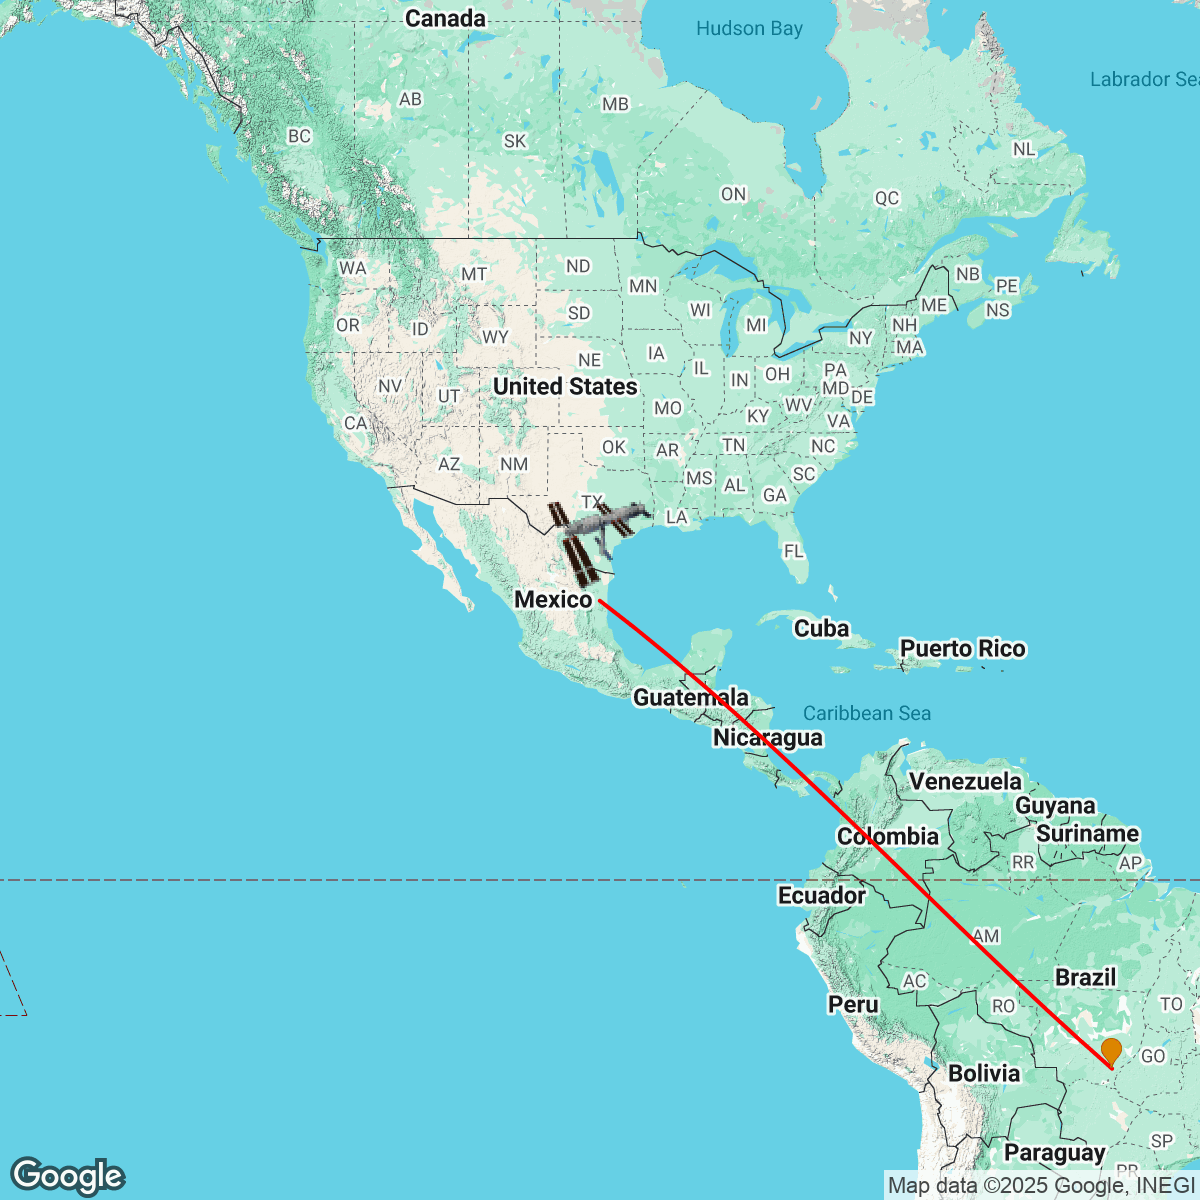 Canada
Hudson Bay
Labrador Sea
AB
MB
BC
SK
NL
ON
QC
WA
MT
ND
MN
NB
PE
OR
ID
WY
SD
WI
MI
NY
NH
ME
NS
MA
NV
UT
NE
IA
IL
IN
OH
PA
MD
DE
United States
CA
MO
KY
WV
VA
AZ
NM
OK
AR
TN
NC
MS
AL
SC
GA
TX
LA
FL
Mexico
Cuba
Puerto Rico
Guatemala
Caribbean Sea
Nicaragua
Venezuela
Guyana
Colombia
Suriname
RR
AP
Ecuador
AM
Brazil
AC
Peru
RO
TO
GO
Bolivia
SP
Paraguay
PR
Google
Map data ©2025 Google, INEGI